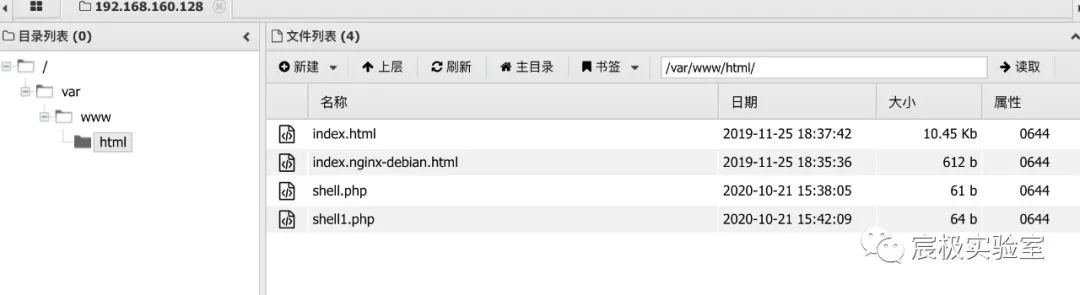 192.168.160.128
目录列表 (0)
/
var
www
html
文件列表 (4)
新建 上层 刷新 主目录 书签 /var/www/html/ 读取
名称 日期 大小 属性
index.html 2019-11-25 18:37:42 10.45 Kb 0644
index.nginx-debian.html 2019-11-25 18:35:36 612 b 0644
shell.php 2020-10-21 15:38:05 61 b 0644
shell1.php 2020-10-21 15:42:09 64 b 0644
宸极实验室